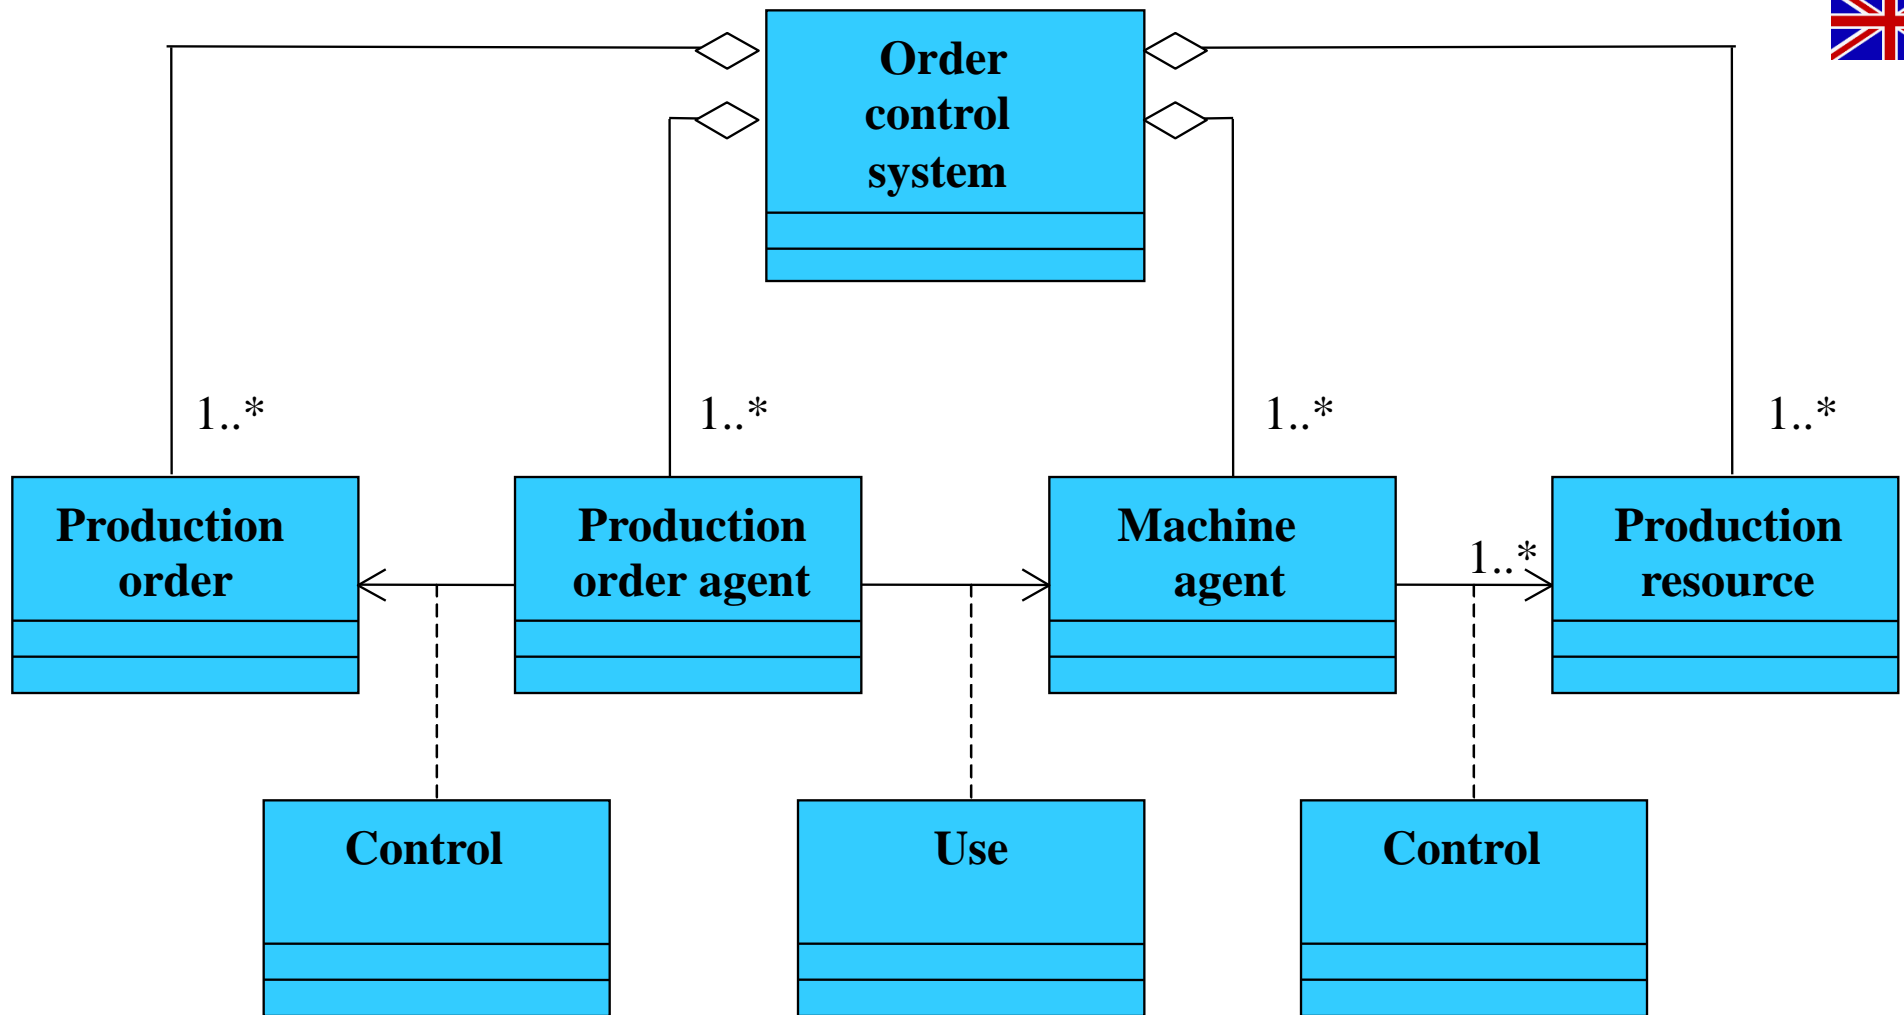 Order
control
system
1..*
1..*
1..*
1..*
Production
order
Production
order agent
Machine
agent
1..*
Production
resource
Control
Use
Control